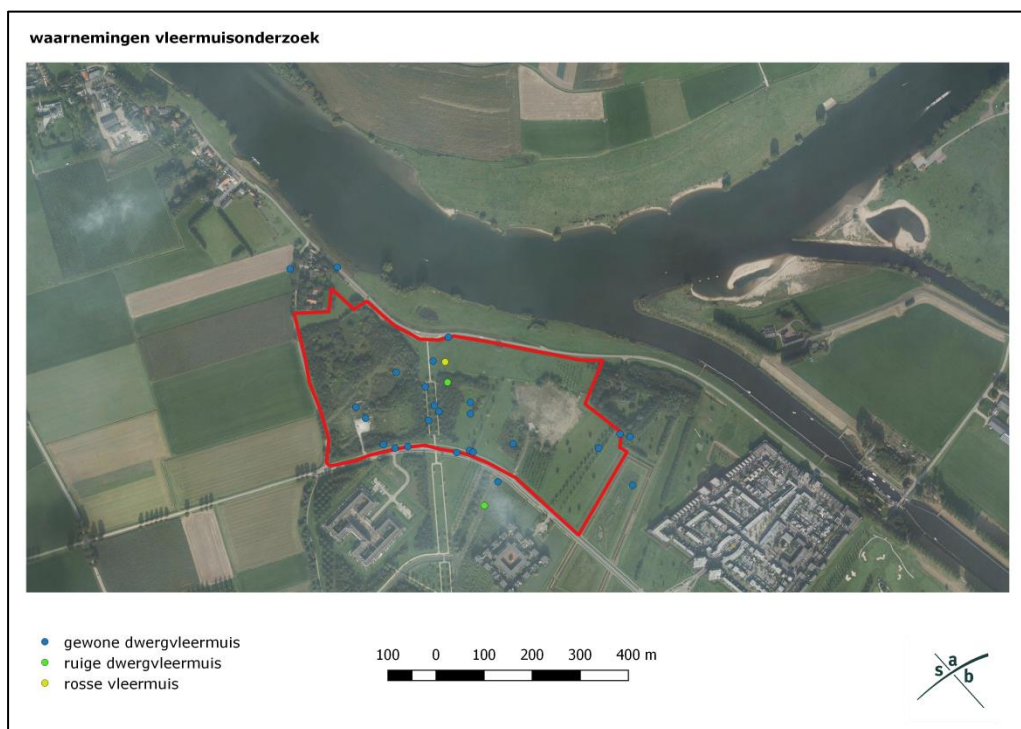 waarnemingen vleermuisonderzoek
gewone dwergvleermuis
ruige dwergvleermuis
rosse vleermuis
100 0 100 200 300 400 m
s a b